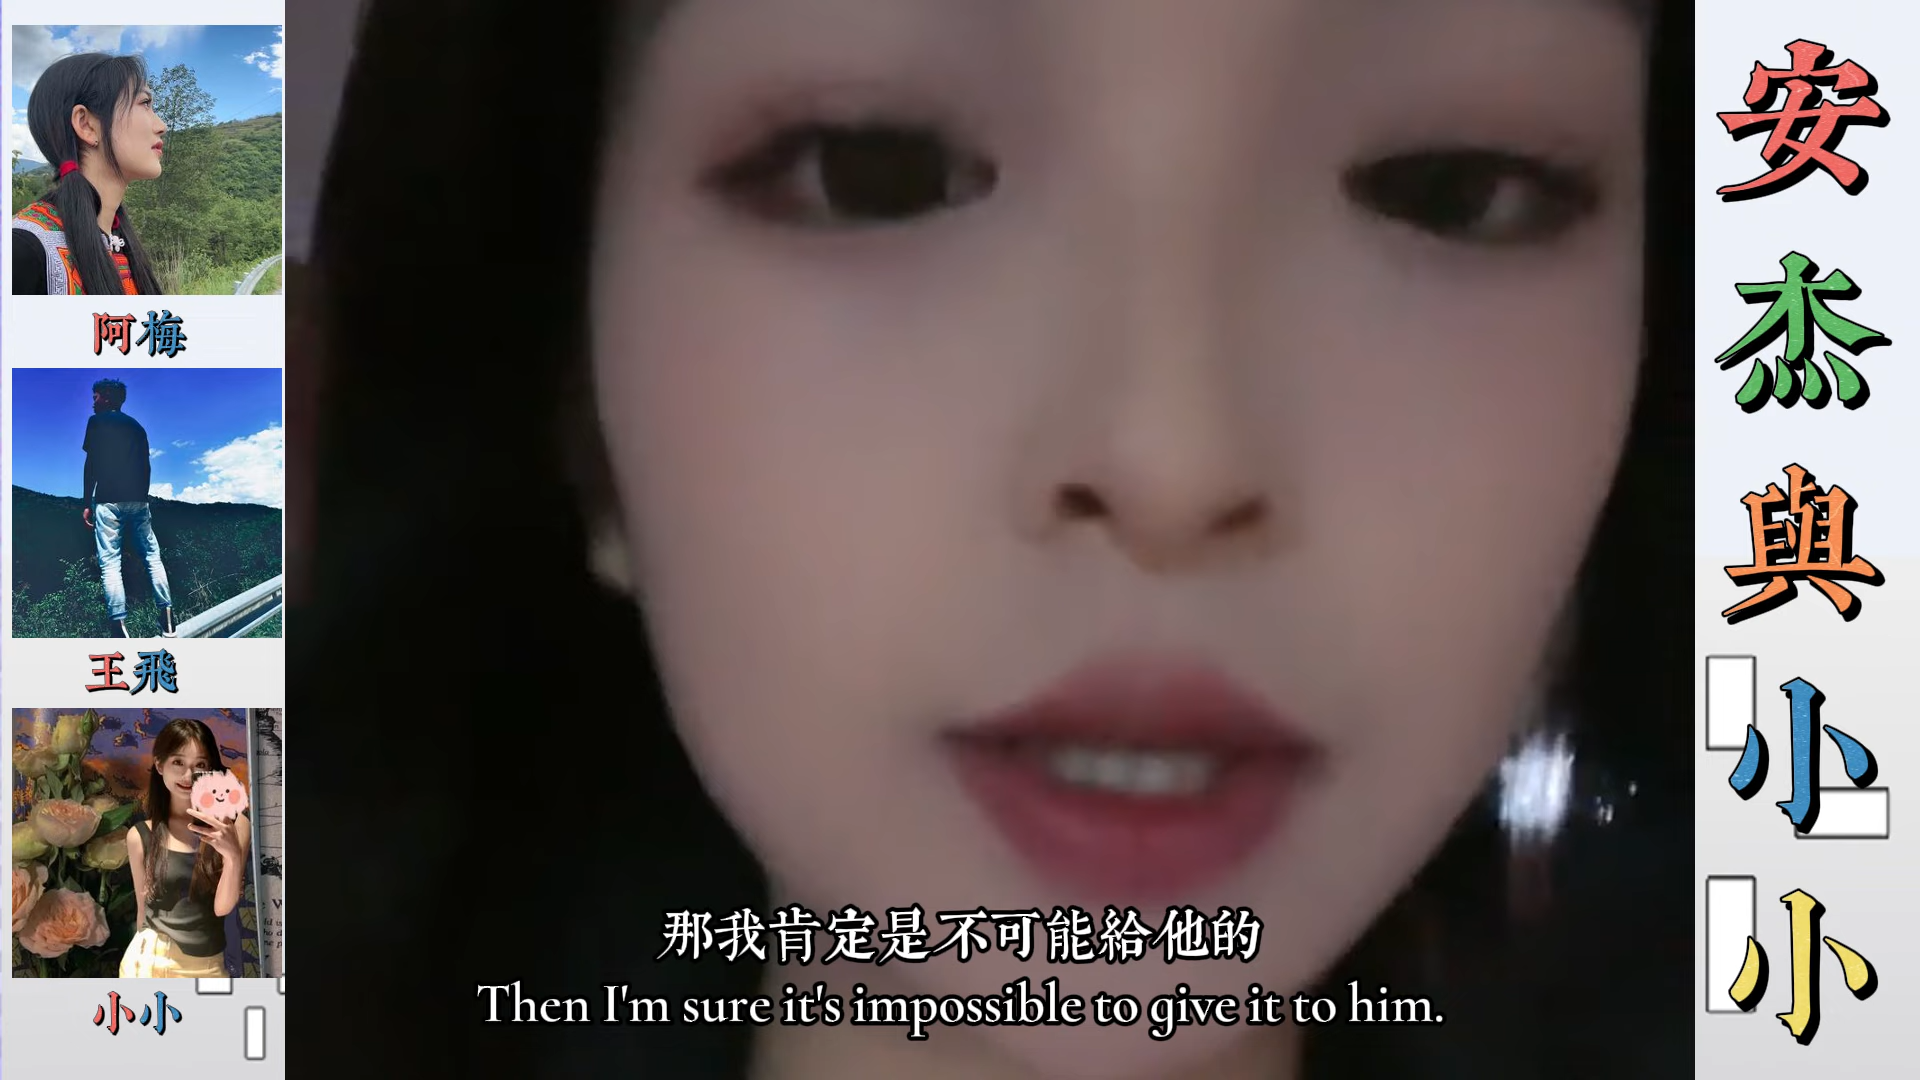 阿梅
王飛
小小
那我肯定是不可能給他的
Then I'm sure it's impossible to give it to him.
安杰與小小